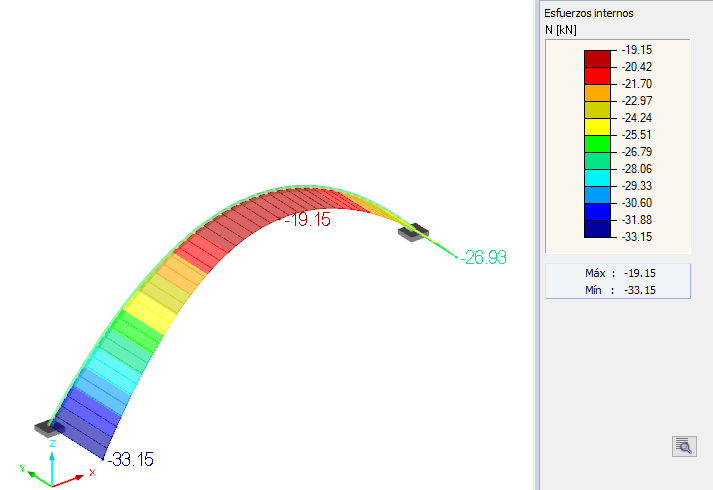 Esfuerzos internos
N [kN]
-19.15
-20.42
-21.70
-22.97
-24.24
-25.51
-26.79
-28.06
-29.33
-30.60
-31.88
-33.15
Máx : -19.15
Mín : -33.15
-19.15
-26.93
-33.15
Z
Y
X